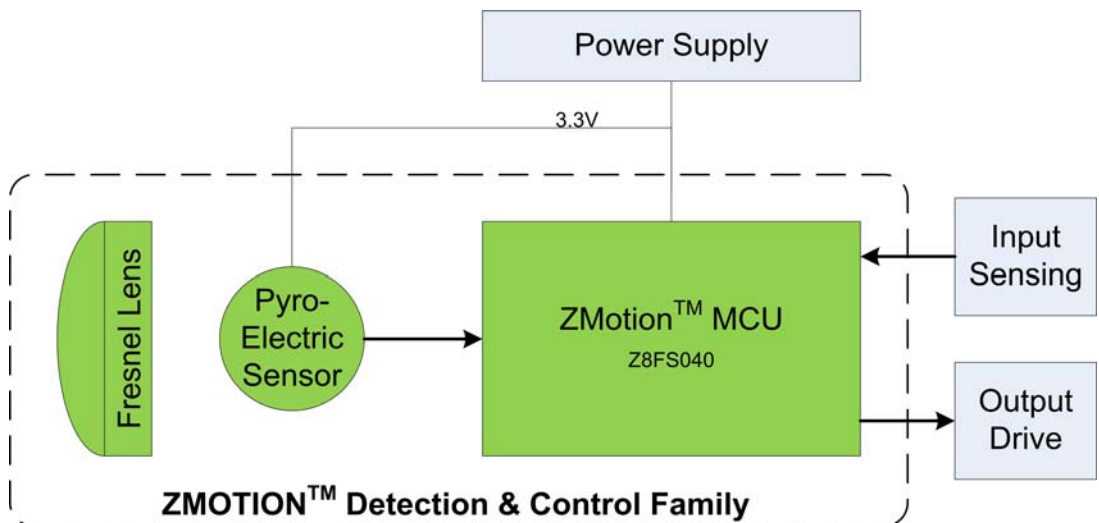 Power Supply
3.3V
Fresnel Lens
Pyro-
Electric
Sensor
ZMotion™ MCU
Z8FS040
Input
Sensing
Output
Drive
ZMOTION™ Detection & Control Family